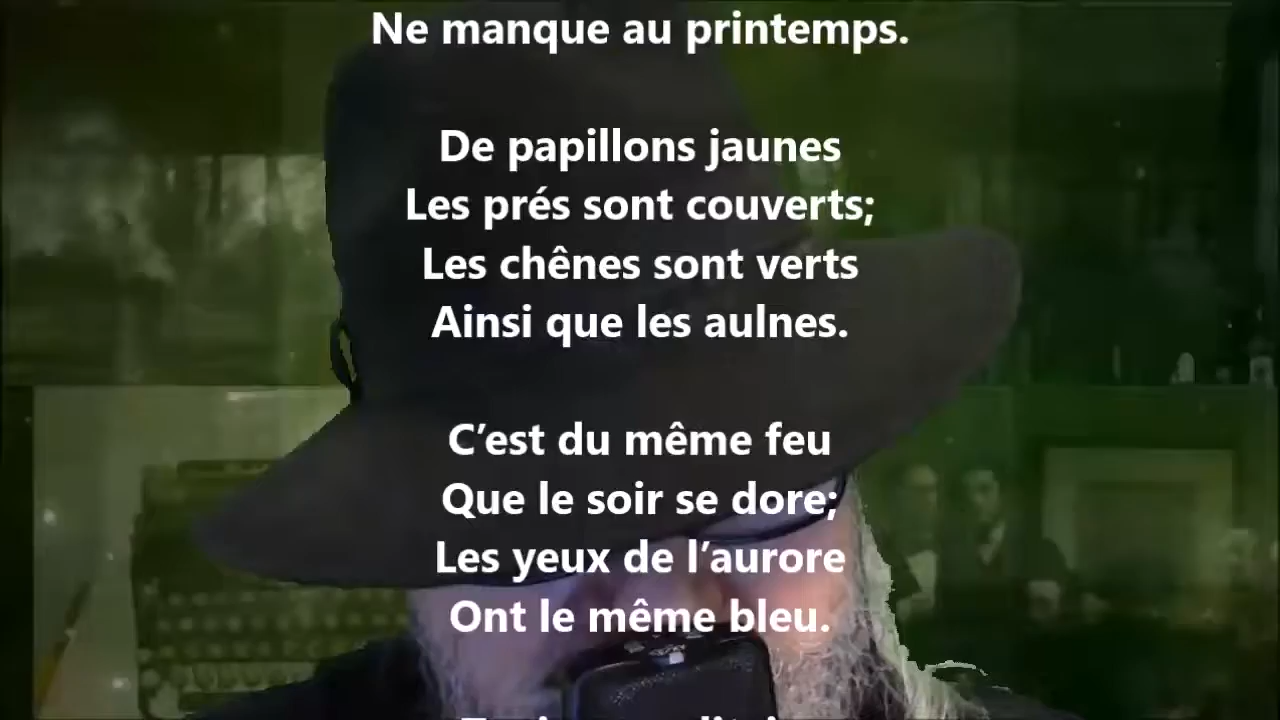 Ne manque au printemps.
De papillons jaunes
Les prés sont couverts;
Les chênes sont verts
Ainsi que les aulnes.
C’est du même feu
Que le soir se dore;
Les yeux de l’aurore
Ont le même bleu.